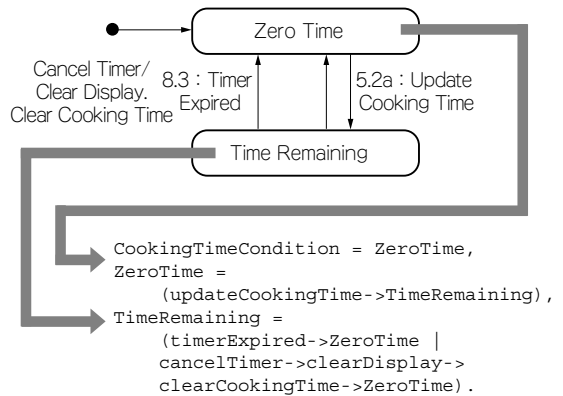 Zero Time
Cancel Timer/
Clear Display.
Clear Cooking Time
8.3 : Timer
Expired
5.2a : Update
Cooking Time
Time Remaining
CookingTimeCondition = ZeroTime,
ZeroTime =
(updateCookingTime->TimeRemaining),
TimeRemaining =
(timerExpired->ZeroTime |
cancelTimer->clearDisplay->
clearCookingTime->ZeroTime).